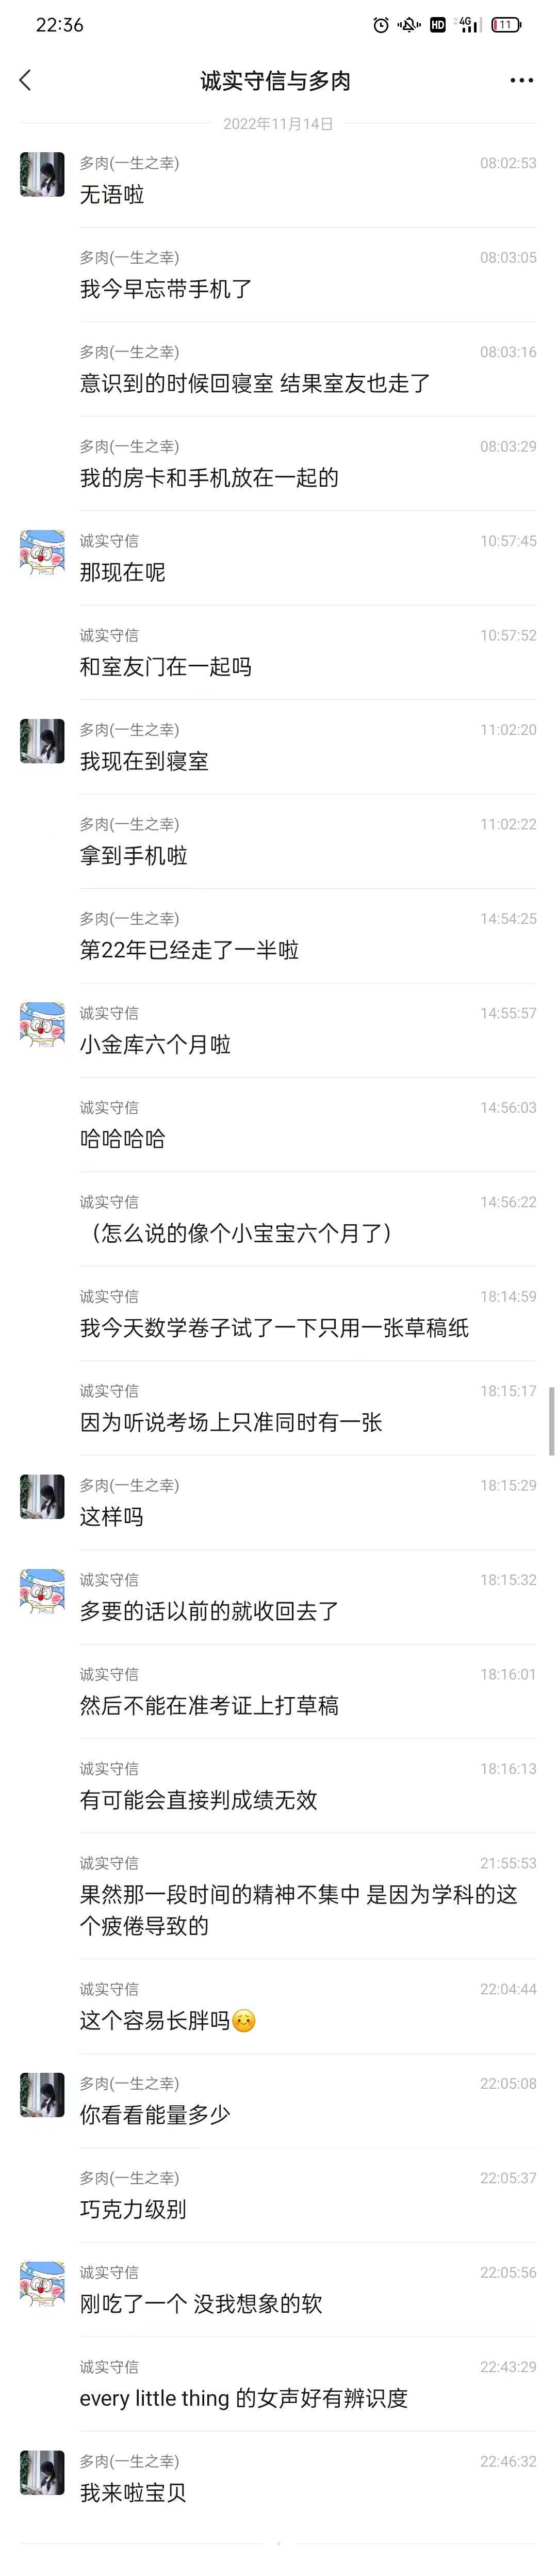 22:36
HD
4G
11
诚实守信与多肉
2022年11月14日
多肉(一生之幸)
08:02:53
无语啦
多肉(一生之幸)
08:03:05
我今早忘带手机了
多肉(一生之幸)
08:03:16
意识到的时候回寝室 结果室友也走了
多肉(一生之幸)
08:03:29
我的房卡和手机放在一起的
诚实守信
10:57:45
那现在呢
诚实守信
10:57:52
和室友门在一起吗
多肉(一生之幸)
11:02:20
我现在到寝室
多肉(一生之幸)
11:02:22
拿到手机啦
多肉(一生之幸)
14:54:25
第22年已经走了一半啦
诚实守信
14:55:57
小金库六个月啦
诚实守信
14:56:03
哈哈哈哈
诚实守信
14:56:22
（怎么说的像个小宝宝六个月了）
诚实守信
18:14:59
我今天数学卷子试了一下只用一张草稿纸
诚实守信
18:15:17
因为听说考场上只准同时有一张
多肉(一生之幸)
18:15:29
这样吗
诚实守信
18:15:32
多要的话以前的就收回去了
诚实守信
18:16:01
然后不能在准考证上打草稿
诚实守信
18:16:13
有可能会直接判成绩无效
诚实守信
21:55:53
果然那一段时间的精神不集中 是因为学科的这
个疲倦导致的
诚实守信
22:04:44
这个容易长胖吗
多肉(一生之幸)
22:05:08
你看看能量多少
多肉(一生之幸)
22:05:37
巧克力级别
诚实守信
22:05:56
刚吃了一个 没我想象的软
诚实守信
22:43:29
every little thing 的女声好有辨识度
多肉(一生之幸)
22:46:32
我来啦宝贝